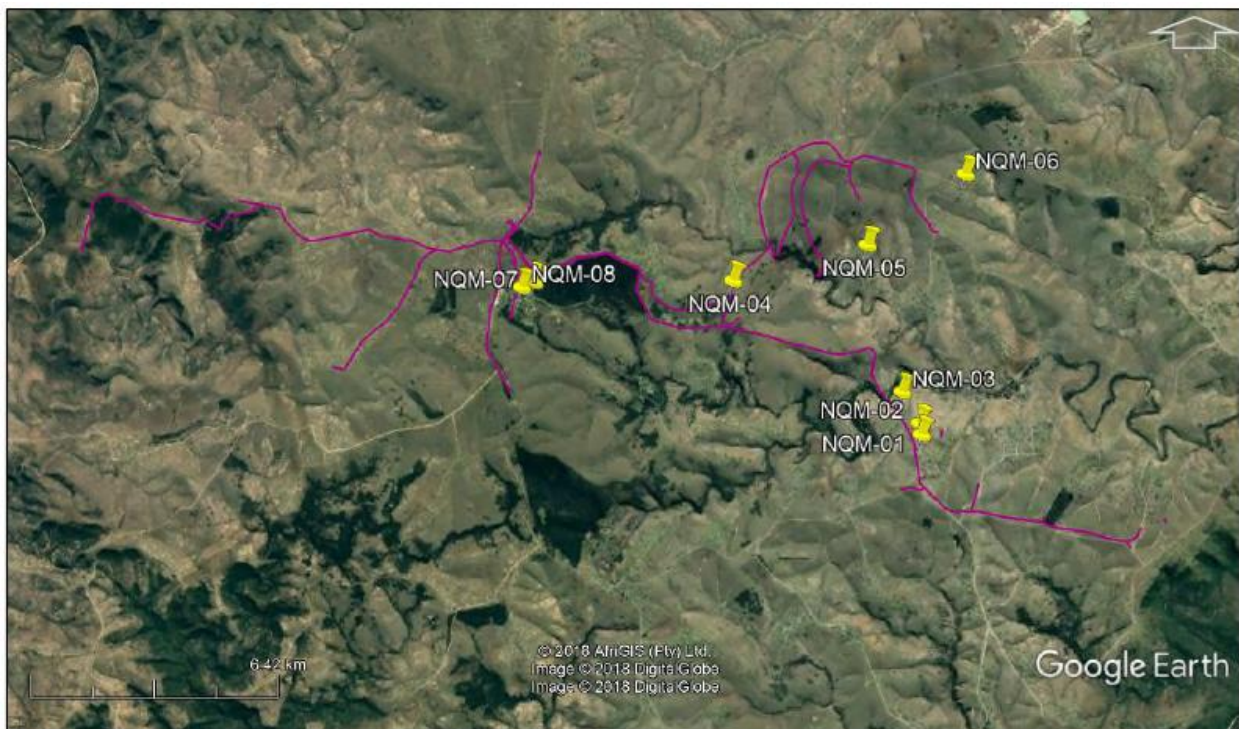 NQM-06
NQM-05
NQM-07
NQM-08
NQM-04
NQM-03
NQM-02
NQM-01
6.42 km
© 2018 AfriGIS (Pty) Ltd.
Image © 2018 DigitalGlobe
Image © 2018 DigitalGlobe
Google Earth